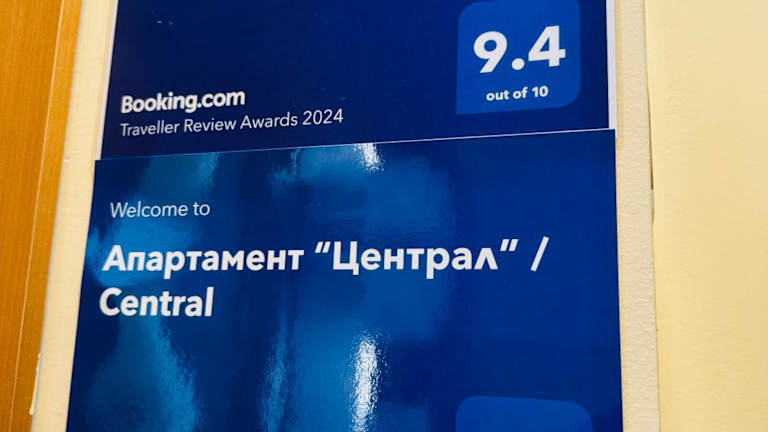 9.4
out of 10
Booking.com
Traveller Review Awards 2024
Welcome to
Апартамент “Централ” /
Central